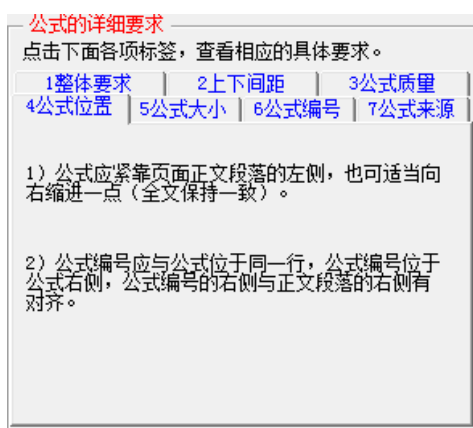 公式的详细要求
点击下面各项标签，查看相应的具体要求。
1整体要求 2上下间距 3公式质量
4公式位置 5公式大小 6公式编号 7公式来源
1）公式应紧靠页面正文段落的左侧，也可适当向
右缩进一点（全文保持一致）。
2）公式编号应与公式位于同一行，公式编号位于
公式右侧，公式编号的右侧与正文段落的右侧有
对齐。